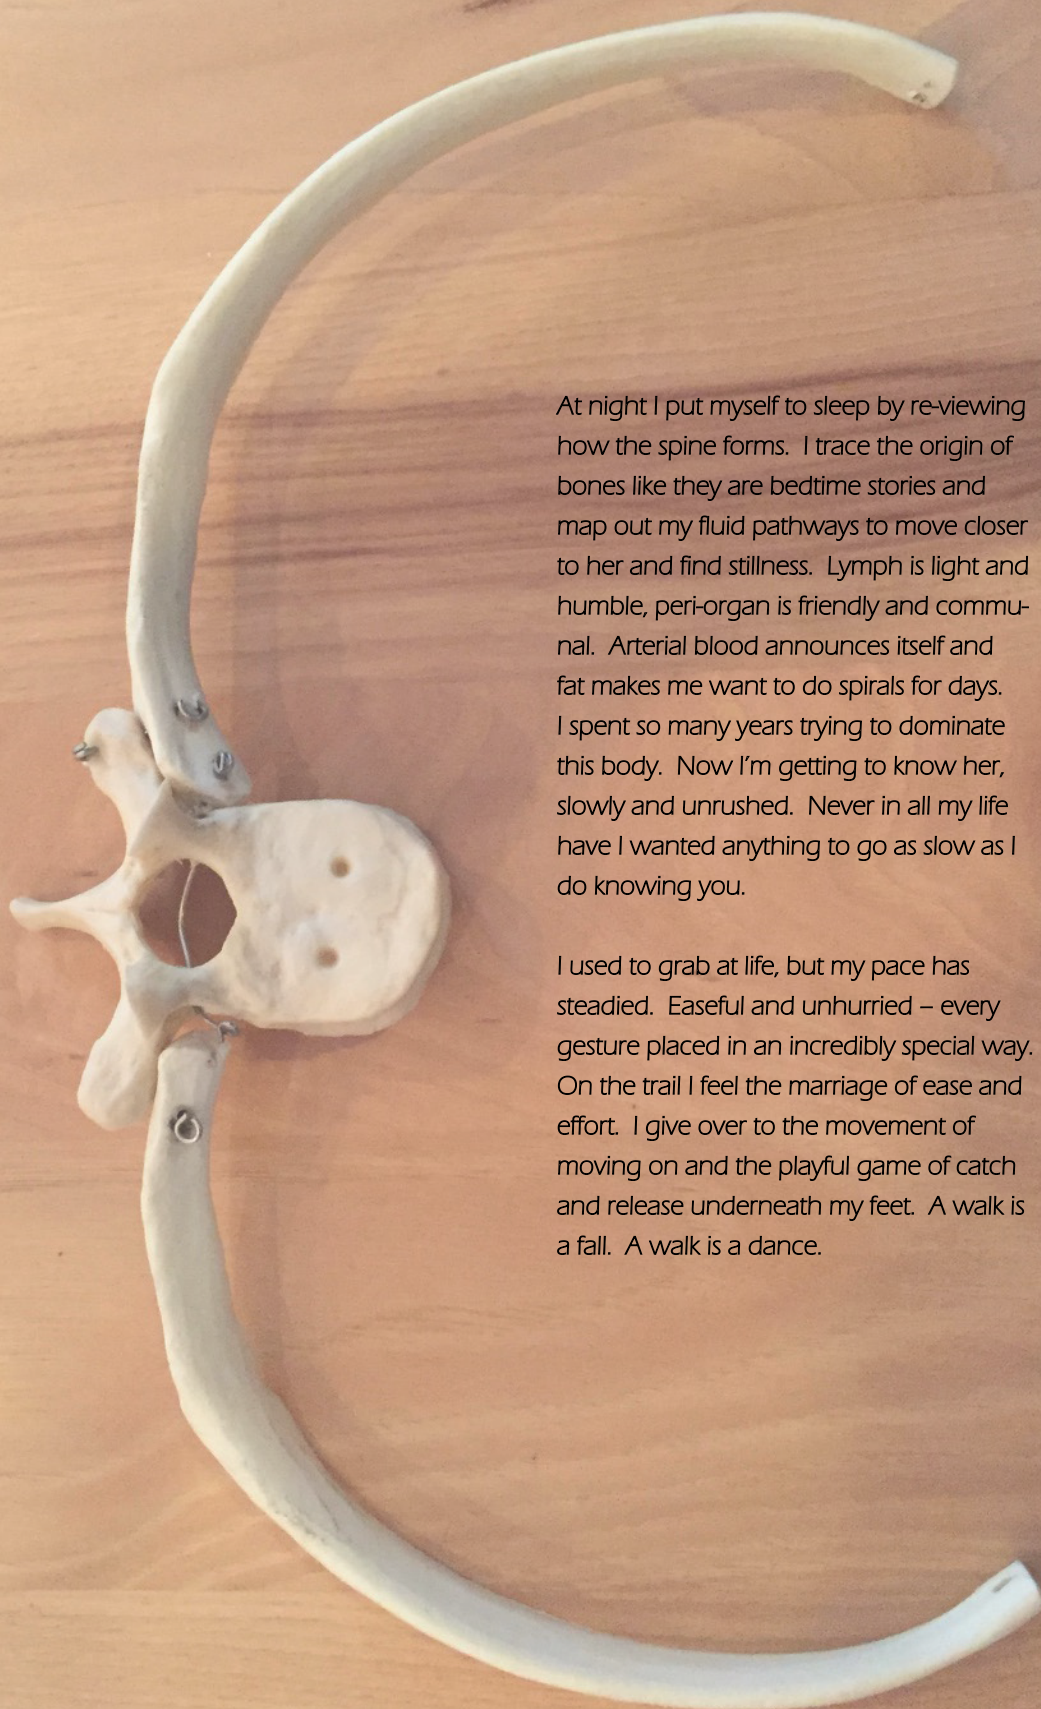 At night I put myself to sleep by re-viewing
how the spine forms.  I trace the origin of
bones like they are bedtime stories and
map out my fluid pathways to move closer
to her and find stillness.  Lymph is light and
humble, peri-organ is friendly and commu-
nal.  Arterial blood announces itself and
fat makes me want to do spirals for days.
I spent so many years trying to dominate
this body.  Now I'm getting to know her,
slowly and unrushed.  Never in all my life
have I wanted anything to go as slow as I
do knowing you.

I used to grab at life, but my pace has
steadied.  Easeful and unhurried – every
gesture placed in an incredibly special way.
On the trail I feel the marriage of ease and
effort.  I give over to the movement of
moving on and the playful game of catch
and release underneath my feet.  A walk is
a fall.  A walk is a dance.